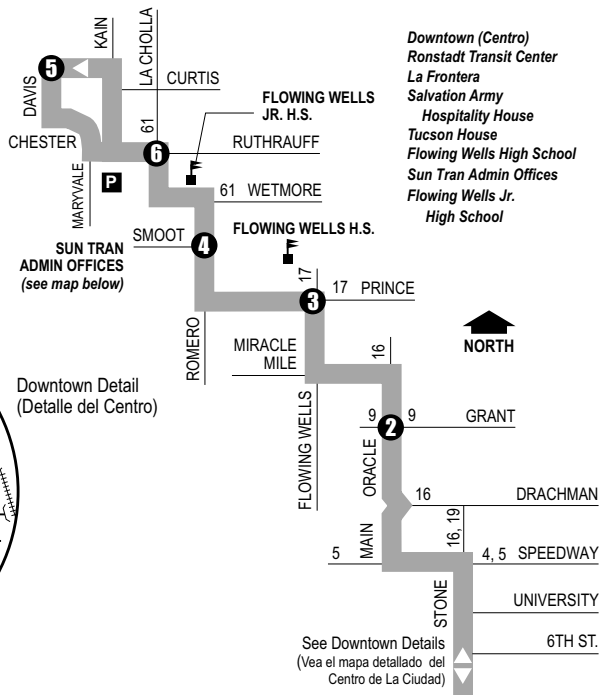 KAIN
LA CHOLLA
5
DAVIS
CURTIS
61
FLOWING WELLS
JR. H.S.
CHESTER
6
RUTHRAUFF
MARYVALE
P
61 WETMORE
SMOOT
4
FLOWING WELLS H.S.
SUN TRAN
ADMIN OFFICES
(see map below)
17
3
17 PRINCE
ROMERO
MIRACLE
MILE
16
NORTH
Downtown Detail
(Detalle del Centro)
FLOWING WELLS
9
2
9
GRANT
ORACLE
16
DRACHMAN
16, 19
5
MAIN
4, 5 SPEEDWAY
STONE
UNIVERSITY
6TH ST.
See Downtown Details
(Vea el mapa detallado del
Centro de La Ciudad)
Downtown (Centro)
Ronstadt Transit Center
La Frontera
Salvation Army
Hospitality House
Tucson House
Flowing Wells High School
Sun Tran Admin Offices
Flowing Wells Jr.
High School